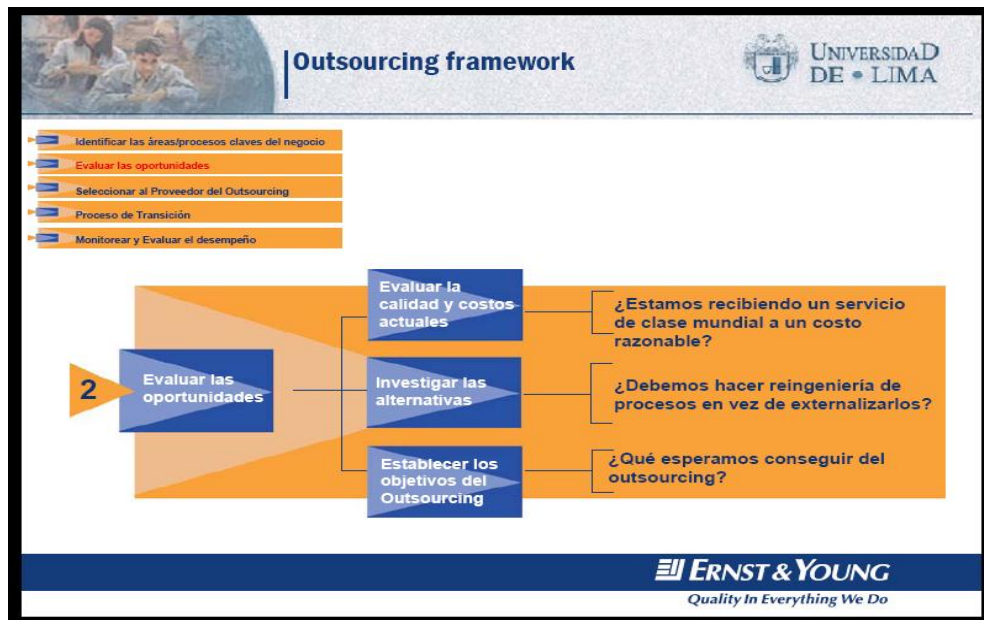 Outsourcing framework
UNIVERSIDAD
DE • LIMA
Identificar las áreas/procesos claves del negocio
Evaluar las oportunidades
Seleccionar al Proveedor del Outsourcing
Proceso de Transición
Monitorear y Evaluar el desempeño
2
Evaluar las
oportunidades
Evaluar la
calidad y costos
actuales
¿Estamos recibiendo un servicio
de clase mundial a un costo
razonable?
Investigar las
alternativas
¿Debemos hacer reingeniería de
procesos en vez de externalizarlos?
Establecer los
objetivos del
Outsourcing
¿Qué esperamos conseguir del
outsourcing?
ERNST & YOUNG
Quality In Everything We Do